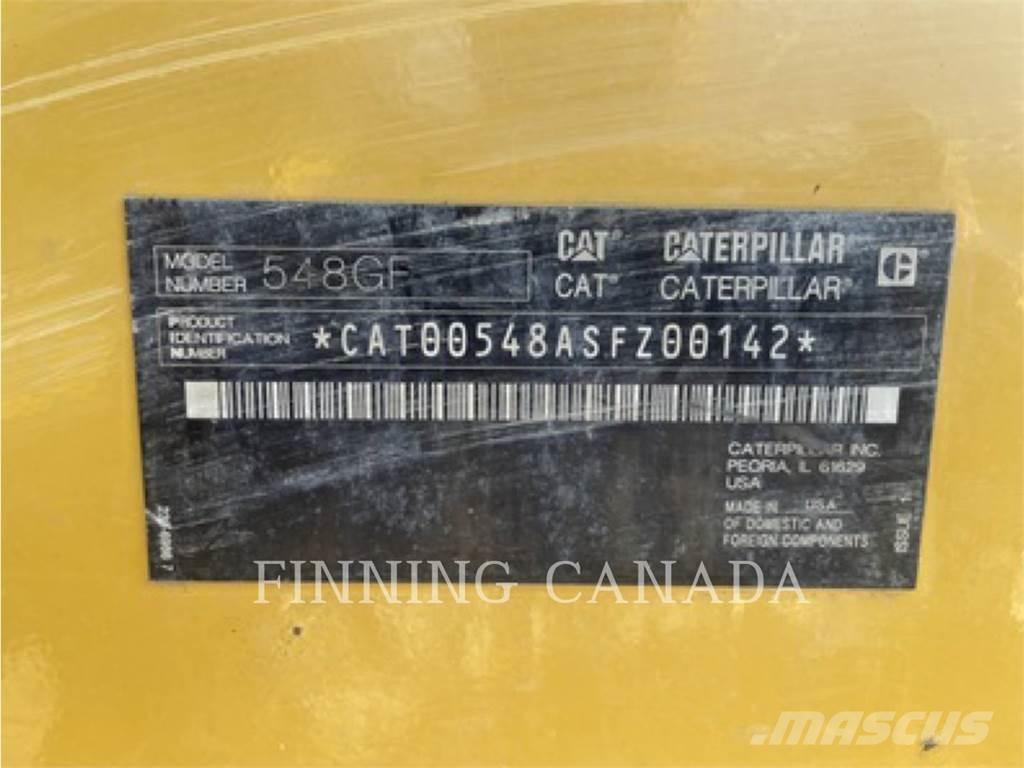 MODEL NUMBER 548GF
CAT® CATERPILLAR ®
CAT® CATERPILLAR®
PRODUCT IDENTIFICATION NUMBER *CAT00548ASFZ00142*
CATERPILLAR INC.
PEORIA, IL 61629
USA
MADE IN USA
OF DOMESTIC AND
FOREIGN COMPONENTS
ISSUE
FINNING CANADA
MASCUS